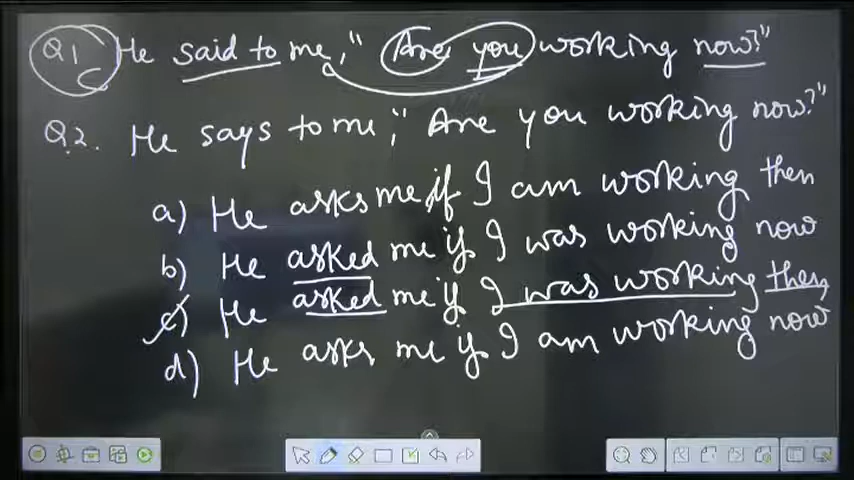 Q1 He said to me, "Are you working now?"
Q.2. He says to me, "Are you working now?"
a) He asks me, if I am working then
b) He asked me if I was working now
c) He asked me if I was working then,
d) He asks me if I am working now